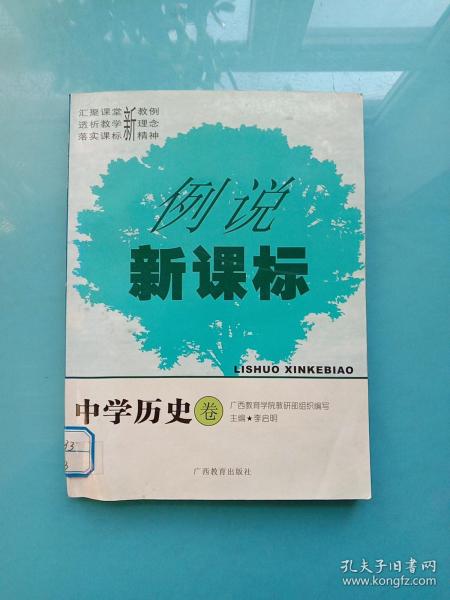 汇聚课堂新教例
透析教学新理念
落实课标新精神
例说
新课标
LISHUO XINKEBIAO
中学历史卷
广西教育学院教研部组织编写
主编★李启明
广西教育出版社
93
3
孔夫子旧书网
www.kongfz.com